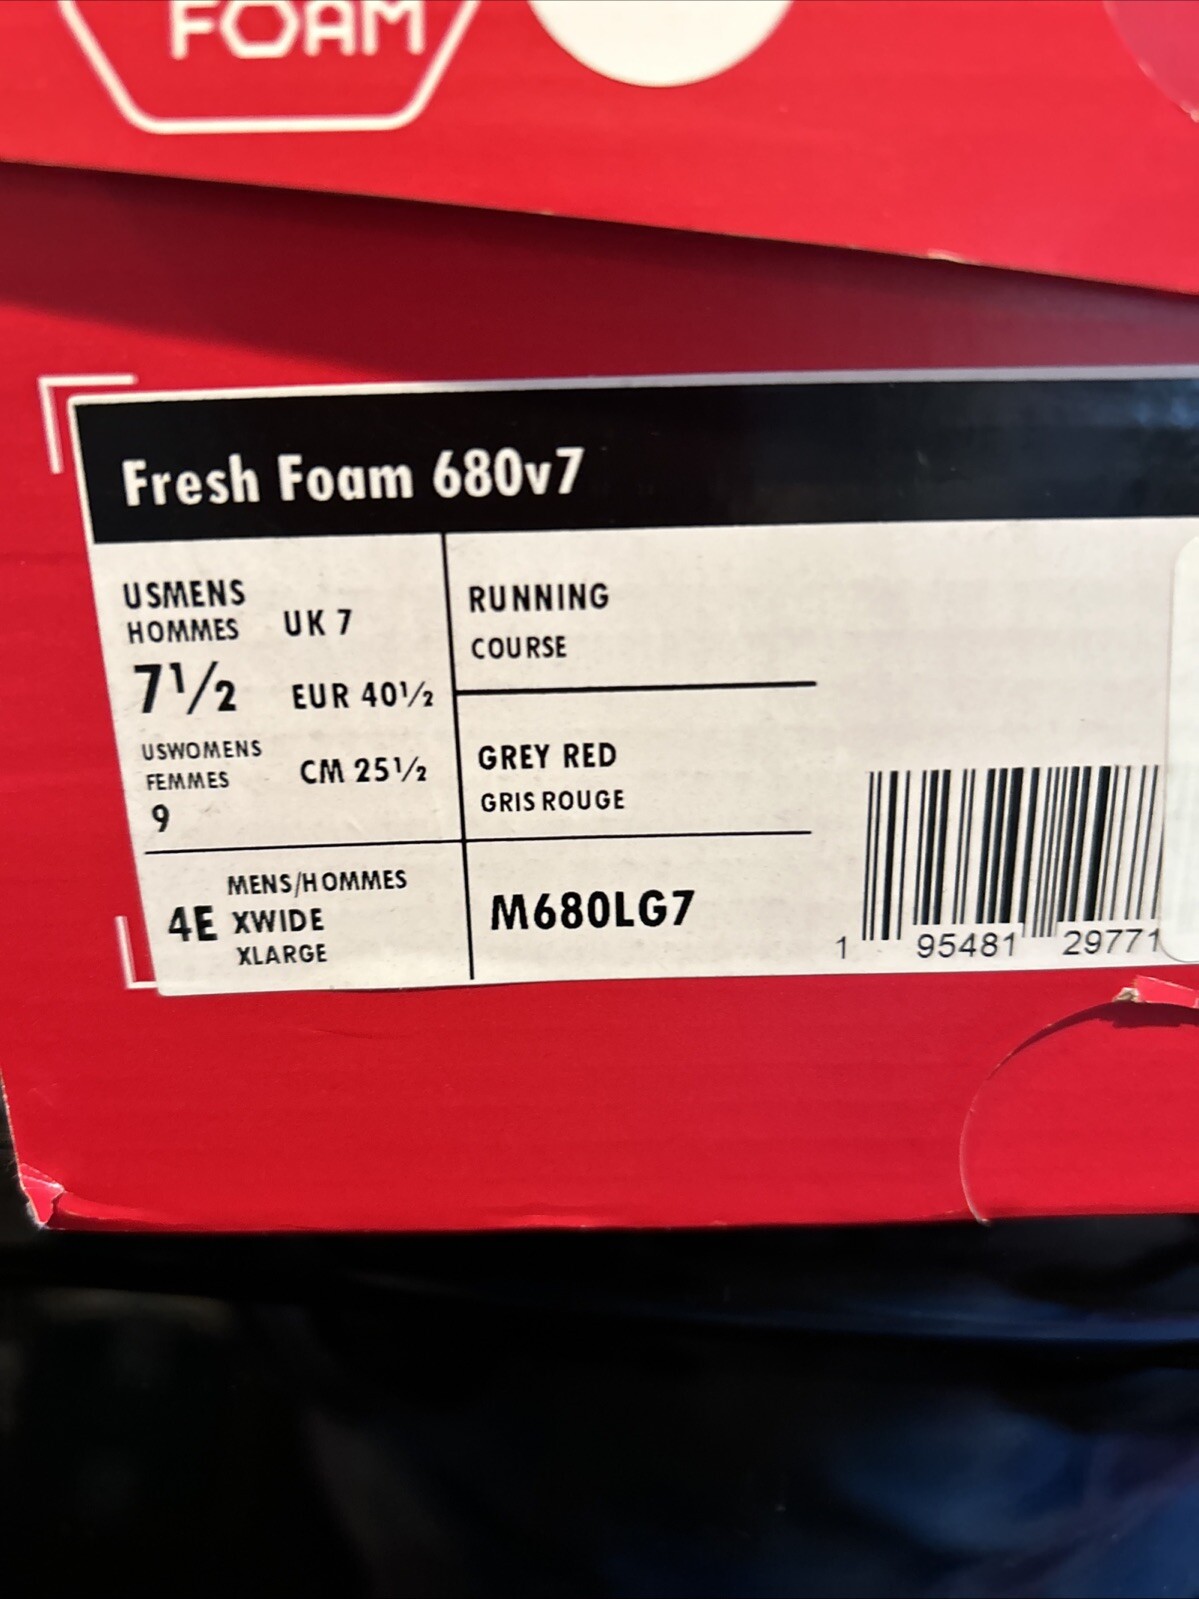 FOAM
Fresh Foam 680v7
USMENS
HOMMES
7½
UK 7
EUR 40½
USWOMENS
FEMMES
9
CM 25½
4E
MENS/HOMMES
XWIDE
XLARGE
RUNNING
COURSE
GREY RED
GRIS ROUGE
M680LG7
1 95481 29771